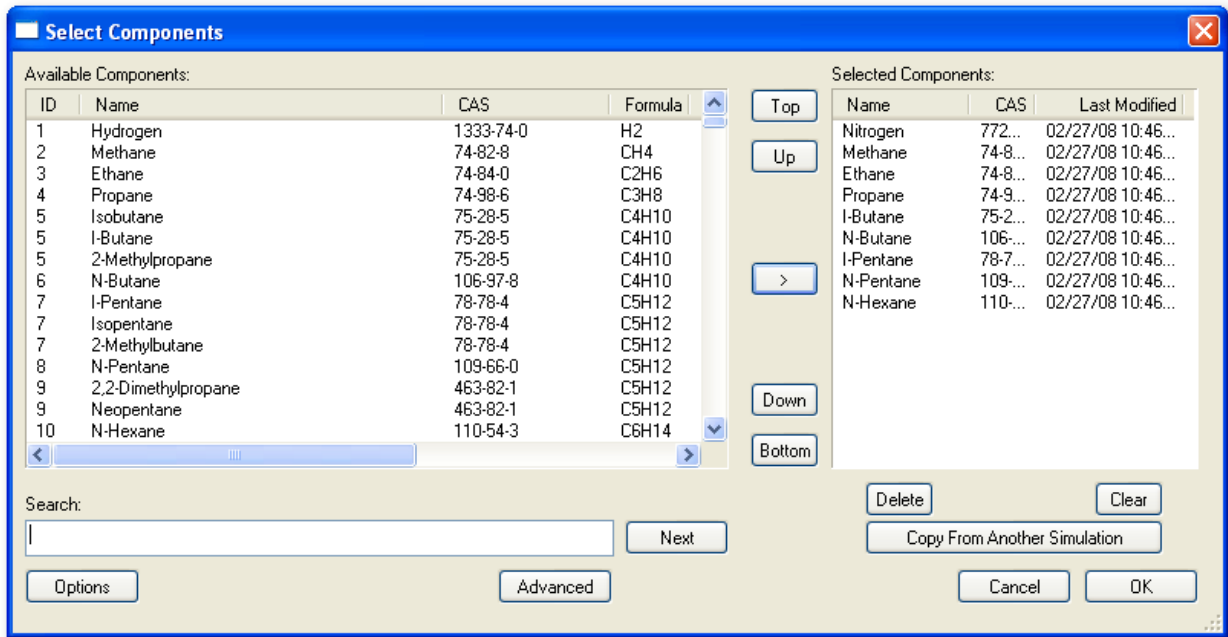 Select Components
Available Components:
ID Name CAS Formula
1 Hydrogen 1333-74-0 H2
2 Methane 74-82-8 CH4
3 Ethane 74-84-0 C2H6
4 Propane 74-98-6 C3H8
5 Isobutane 75-28-5 C4H10
5 I-Butane 75-28-5 C4H10
5 2-Methylpropane 75-28-5 C4H10
6 N-Butane 106-97-8 C4H10
7 I-Pentane 78-78-4 C5H12
7 Isopentane 78-78-4 C5H12
7 2-Methylbutane 78-78-4 C5H12
8 N-Pentane 109-66-0 C5H12
9 2,2-Dimethylpropane 463-82-1 C5H12
9 Neopentane 463-82-1 C5H12
10 N-Hexane 110-54-3 C6H14
Top
Up
>
Down
Bottom
Selected Components:
Name CAS Last Modified
Nitrogen 772... 02/27/08 10:46...
Methane 74-8... 02/27/08 10:46...
Ethane 74-8... 02/27/08 10:46...
Propane 74-9... 02/27/08 10:46...
I-Butane 75-2... 02/27/08 10:46...
N-Butane 106-... 02/27/08 10:46...
I-Pentane 78-7... 02/27/08 10:46...
N-Pentane 109-... 02/27/08 10:46...
N-Hexane 110-... 02/27/08 10:46...
Search:
Next
Options
Advanced
Delete
Clear
Copy From Another Simulation
Cancel
OK